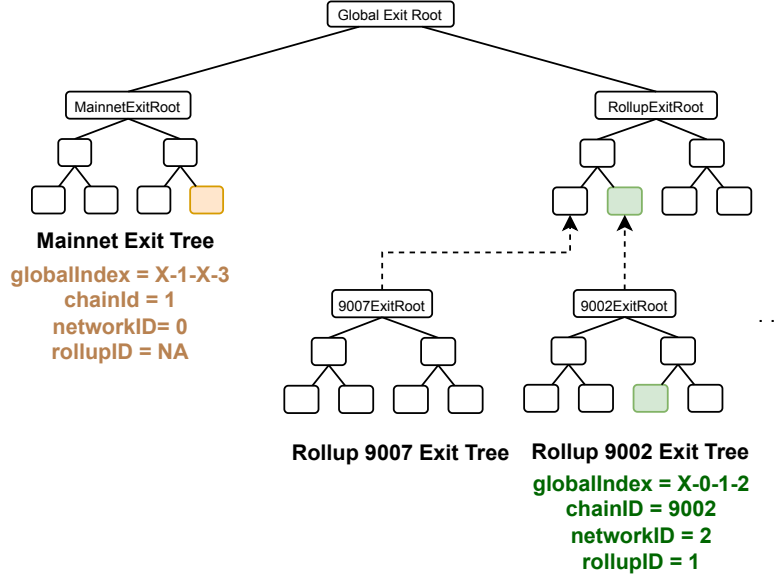 Global Exit Root
MainnetExitRoot
RollupExitRoot
Mainnet Exit Tree
globalIndex = X-1-X-3
chainId = 1
networkID= 0
rollupID = NA
9007ExitRoot
9002ExitRoot
. .
Rollup 9007 Exit Tree
Rollup 9002 Exit Tree
globalIndex = X-0-1-2
chainID = 9002
networkID = 2
rollupID = 1